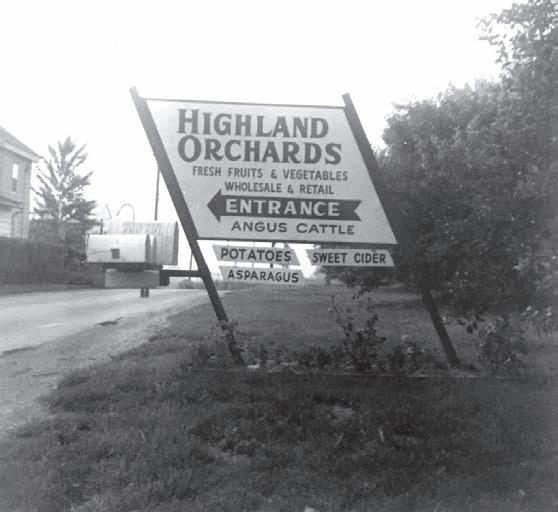 HIGHLAND
ORCHARDS
FRESH FRUITS & VEGETABLES
WHOLESALE & RETAIL
ENTRANCE
ANGUS CATTLE
POTATOES
SWEET CIDER
ASPARAGUS